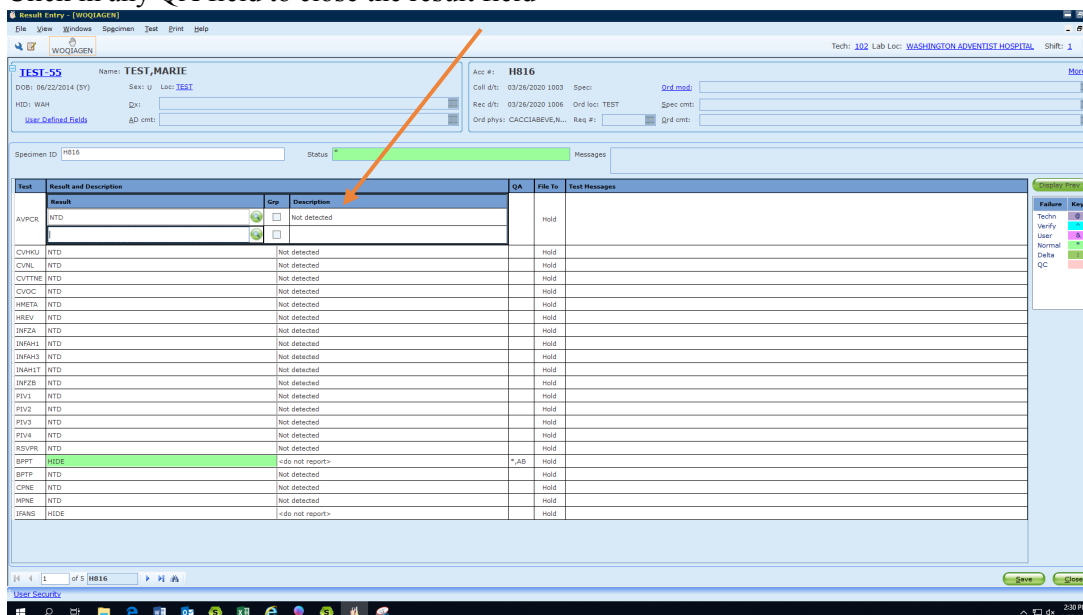 Click in any QA field to close the result field
Result Entry - [WOQIAGEN]
File View Windows Specimen Test Print Help
WOQIAGEN
Tech: 102 Lab Loc: WASHINGTON ADVENTIST HOSPITAL Shift: 1
TEST-55 Name: TEST,MARIE Acc #: H816 More
DOB: 06/22/2014 (5Y) Sex: U Loc: TEST Coll d/t: 03/26/2020 1003 Spec: Ord mod:
HID: WAH Dx: Rec d/t: 03/26/2020 1006 Ord loc: TEST Spec cmt:
User Defined Fields AD cmt: Ord phys: CACCIABEVE,N... Req #: Ord cmt:
Specimen ID H816 Status * Messages
Test Result and Description QA File To Test Messages Display Prev
Result Grp Description Failure Key
AVPCR NTD Not detected Hold
Techn @
Verify ^
User &
Normal *
Delta !
QC
CVHKU NTD Not detected Hold
CVNL NTD Not detected Hold
CVTTNE NTD Not detected Hold
CVOC NTD Not detected Hold
HMETA NTD Not detected Hold
HREV NTD Not detected Hold
INFZA NTD Not detected Hold
INFAH1 NTD Not detected Hold
INFAH3 NTD Not detected Hold
INAH1T NTD Not detected Hold
INFZB NTD Not detected Hold
PIV1 NTD Not detected Hold
PIV2 NTD Not detected Hold
PIV3 NTD Not detected Hold
PIV4 NTD Not detected Hold
RSVPR NTD Not detected Hold
BPPT HIDE <do not report> *,AB Hold
BPTP NTD Not detected Hold
CPNE NTD Not detected Hold
MPNE NTD Not detected Hold
IFANS HIDE <do not report> Hold
1 of 5 H816 Save Close
User Security
2:30 P